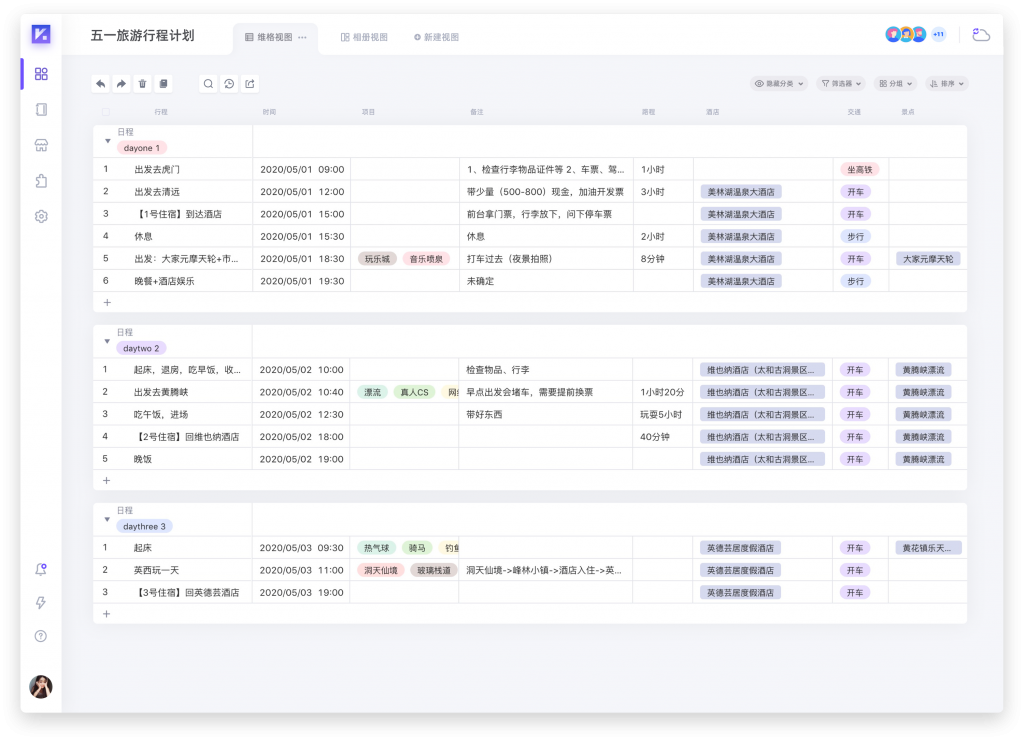 五一旅游行程计划 维格视图 ··· 相册视图 新建视图 +11
隐藏分类 筛选器 分组 排序
行程 时间 项目 备注 路程 酒店 交通 景点
日程
dayone 1
1 出发去虎门 2020/05/01 09:00 1、检查行李物品证件等 2、车票、驾... 1小时 坐高铁
2 出发去清远 2020/05/01 12:00 带少量（500-800）现金，加油开发票 3小时 美林湖温泉大酒店 开车
3 【1号住宿】到达酒店 2020/05/01 15:00 前台拿门票，行李放下，问下停车票 美林湖温泉大酒店 开车
4 休息 2020/05/01 15:30 休息 2小时 美林湖温泉大酒店 步行
5 出发：大家元摩天轮+市... 2020/05/01 18:30 玩乐城 音乐喷泉 打车过去（夜景拍照） 8分钟 美林湖温泉大酒店 开车 大家元摩天轮
6 晚餐+酒店娱乐 2020/05/01 19:30 未确定 美林湖温泉大酒店 步行
+
日程
daytwo 2
1 起床，退房，吃早饭，收... 2020/05/02 10:00 检查物品、行李 维也纳酒店（太和古洞景区... 开车 黄腾峡漂流
2 出发去黄腾峡 2020/05/02 10:40 漂流 真人CS 早点出发会堵车，需要提前换票 1小时20分 维也纳酒店（太和古洞景区... 开车 黄腾峡漂流
3 吃午饭，进场 2020/05/02 12:30 带好东西 玩耍5小时 维也纳酒店（太和古洞景区... 开车 黄腾峡漂流
4 【2号住宿】回维也纳酒店 2020/05/02 18:00 40分钟 维也纳酒店（太和古洞景区... 开车 黄腾峡漂流
5 晚饭 2020/05/02 19:00 维也纳酒店（太和古洞景区... 开车 黄腾峡漂流
+
日程
daythree 3
1 起床 2020/05/03 09:30 热气球 骑马 钓鱼 英德芸居度假酒店 开车 黄花镇乐天...
2 英西玩一天 2020/05/03 11:00 洞天仙境 玻璃栈道 洞天仙境->峰林小镇->酒店入住->英... 英德芸居度假酒店 开车
3 【3号住宿】回英德芸酒店 2020/05/03 19:00 英德芸居度假酒店 开车
+